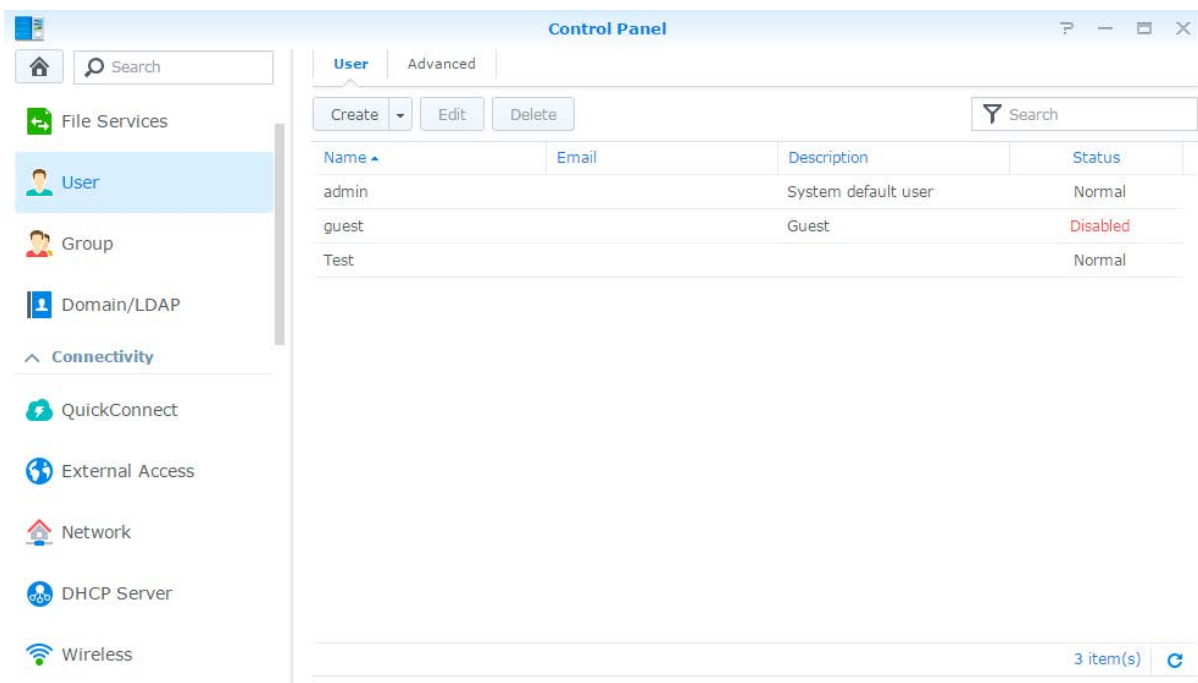 Control Panel
Search
File Services
User
Group
Domain/LDAP
Connectivity
QuickConnect
External Access
Network
DHCP Server
Wireless
User Advanced
Create Edit Delete Search
Name Email Description Status
admin System default user Normal
guest Guest Disabled
Test Normal
3 item(s)